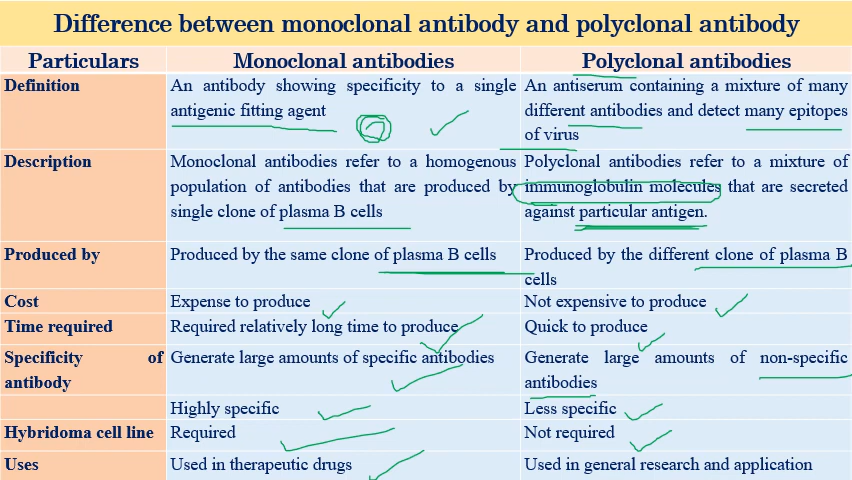 Difference between monoclonal antibody and polyclonal antibody
Particulars Monoclonal antibodies Polyclonal antibodies
Definition
An antibody showing specificity to a single
antigenic fitting agent
An antiserum containing a mixture of many
different antibodies and detect many epitopes
of virus
Description
Monoclonal antibodies refer to a homogenous
population of antibodies that are produced by
single clone of plasma B cells
Polyclonal antibodies refer to a mixture of
immunoglobulin molecules that are secreted
against particular antigen.
Produced by
Produced by the same clone of plasma B cells
Produced by the different clone of plasma B
cells
Cost
Expense to produce
Not expensive to produce
Time required
Required relatively long time to produce
Quick to produce
Specificity of
antibody
Generate large amounts of specific antibodies
Generate large amounts of non-specific
antibodies
Highly specific
Less specific
Hybridoma cell line
Required
Not required
Uses
Used in therapeutic drugs
Used in general research and application